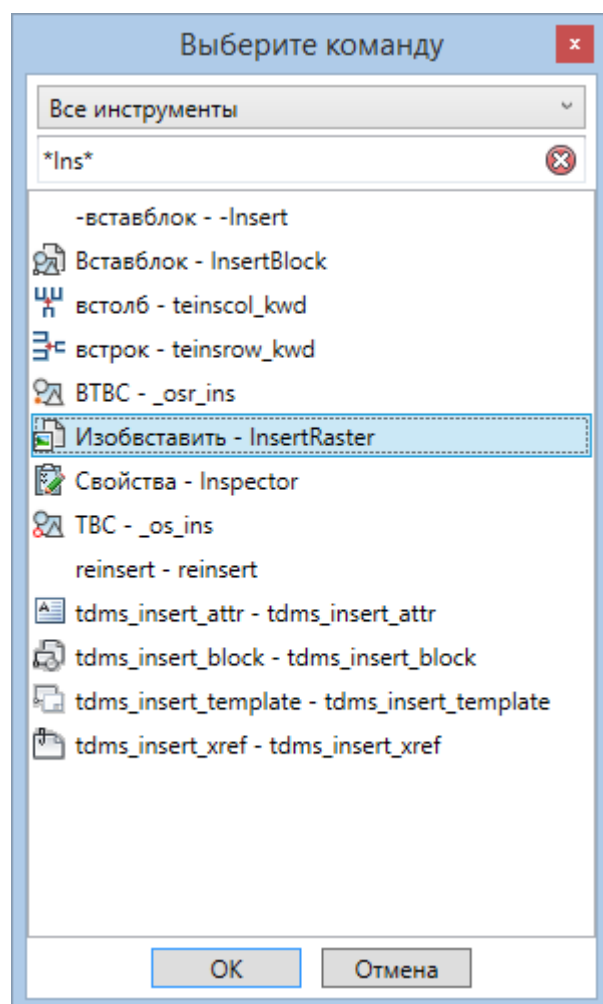 Выберите команду
x
Все инструменты
*Ins*
-вставблок - -Insert
Вставблок - InsertBlock
встолб - teinscol_kwd
встрок - teinsrow_kwd
ВТВС - _osr_ins
Изобвставить - InsertRaster
Свойства - Inspector
ТВС - _os_ins
reinsert - reinsert
tdms_insert_attr - tdms_insert_attr
tdms_insert_block - tdms_insert_block
tdms_insert_template - tdms_insert_template
tdms_insert_xref - tdms_insert_xref
OK Отмена